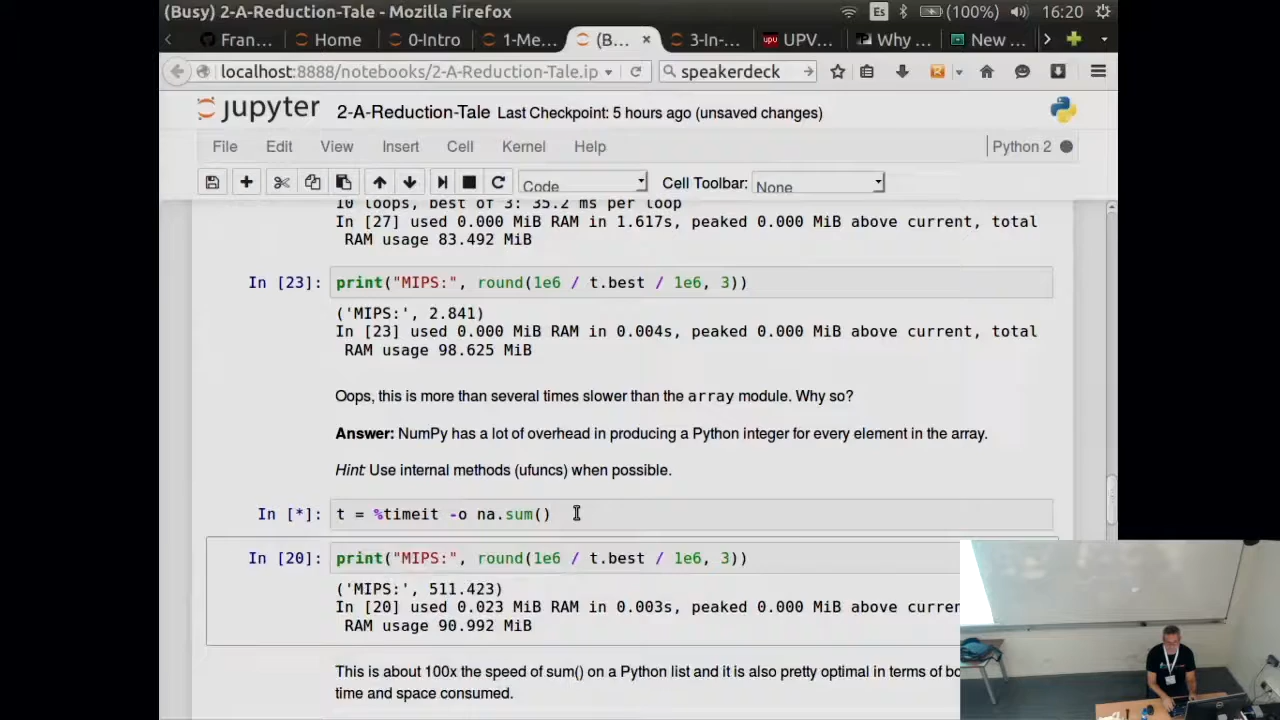 (Busy) 2-A-Reduction-Tale - Mozilla Firefox
Es (100%) 16:20
Fran... Home 0-Intro 1-Me... (B... × 3-In-... UPV... Why ... New ...
localhost:8888/notebooks/2-A-Reduction-Tale.ip speakerdeck
jupyter 2-A-Reduction-Tale Last Checkpoint: 5 hours ago (unsaved changes)
File Edit View Insert Cell Kernel Help Python 2
Code Cell Toolbar: None
10 loops, best of 3: 35.2 ms per loop
In [27] used 0.000 MiB RAM in 1.617s, peaked 0.000 MiB above current, total
RAM usage 83.492 MiB
In [23]: print("MIPS:", round(1e6 / t.best / 1e6, 3))
('MIPS:', 2.841)
In [23] used 0.000 MiB RAM in 0.004s, peaked 0.000 MiB above current, total
RAM usage 98.625 MiB
Oops, this is more than several times slower than the array module. Why so?
Answer: NumPy has a lot of overhead in producing a Python integer for every element in the array.
Hint: Use internal methods (ufuncs) when possible.
In [*]: t = %timeit -o na.sum()
In [20]: print("MIPS:", round(1e6 / t.best / 1e6, 3))
('MIPS:', 511.423)
In [20] used 0.023 MiB RAM in 0.003s, peaked 0.000 MiB above curren
RAM usage 90.992 MiB
This is about 100x the speed of sum() on a Python list and it is also pretty optimal in terms of bo
time and space consumed.